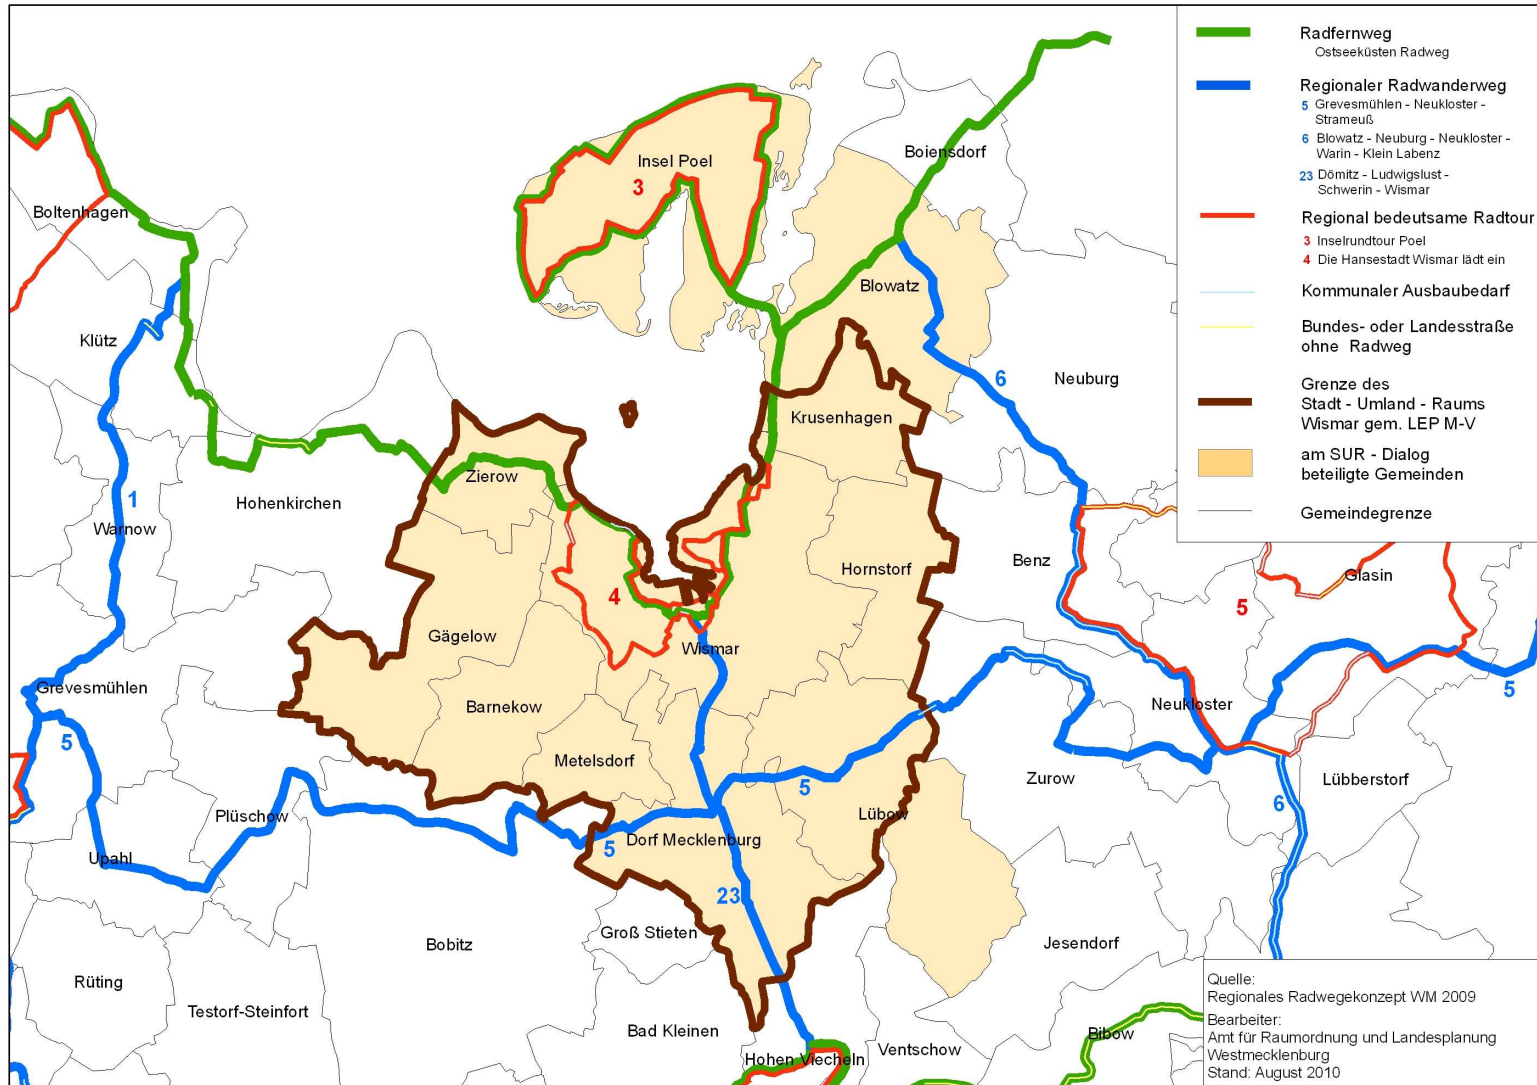 Radfernweg
Ostseeküsten Radweg
Regionaler Radwanderweg
5 Grevesmühlen - Neukloster -
Strameuß
6 Blowatz - Neuburg - Neukloster -
Warin - Klein Labenz
23 Dömitz - Ludwigslust -
Schwerin - Wismar
Regional bedeutsame Radtour
3 Inselrundtour Poel
4 Die Hansestadt Wismar lädt ein
Kommunaler Ausbaubedarf
Bundes- oder Landesstraße
ohne Radweg
Grenze des
Stadt - Umland - Raums
Wismar gem. LEP M-V
am SUR - Dialog
beteiligte Gemeinden
Gemeindegrenze
Boiensdorf
Insel Poel
3
Boltenhagen
Blowatz
Klütz
6
Neuburg
Krusenhagen
Zierow
1
Hohenkirchen
Warnow
Benz
Hornstorf
Glasin
4
5
Gägelow
Wismar
Grevesmühlen
5
Neukloster
5
Barnekow
Metelsdorf
5
Zurow
Lübberstorf
6
Plüschow
Lübow
Dorf Mecklenburg
5
Upahl
23
Groß Stieten
Bobitz
Jesendorf
Rüting
Testorf-Steinfort
Bad Kleinen
Bibow
Ventschow
Hohen Viecheln
Quelle:
Regionales Radwegekonzept WM 2009
Bearbeiter:
Amt für Raumordnung und Landesplanung
Westmecklenburg
Stand: August 2010